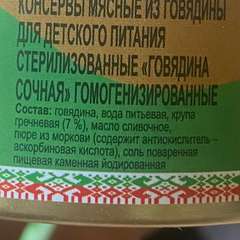 КОНСЕРВЫ МЯСНЫЕ ИЗ ГОВЯДИНЫ
ДЛЯ ДЕТСКОГО ПИТАНИЯ
СТЕРИЛИЗОВАННЫЕ «ГОВЯДИНА
СОЧНАЯ» ГОМОГЕНИЗИРОВАННЫЕ
Состав: говядина, вода питьевая, крупа
гречневая (7 %), масло сливочное,
пюре из моркови (содержит антиокислитель –
аскорбиновая кислота), соль поваренная
пищевая каменная йодированная